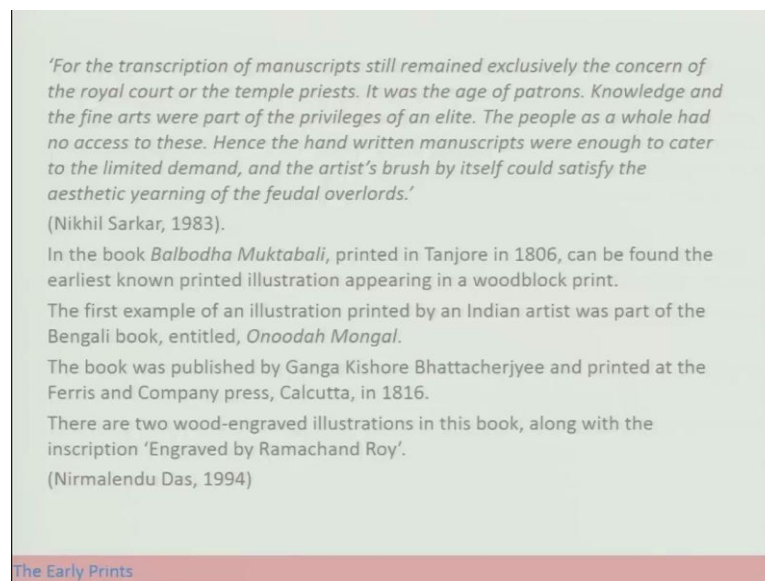 ‘For the transcription of manuscripts still remained exclusively the concern of
the royal court or the temple priests. It was the age of patrons. Knowledge and
the fine arts were part of the privileges of an elite. The people as a whole had
no access to these. Hence the hand written manuscripts were enough to cater
to the limited demand, and the artist’s brush by itself could satisfy the
aesthetic yearning of the feudal overlords.’
(Nikhil Sarkar, 1983).
In the book Balbodha Muktabali, printed in Tanjore in 1806, can be found the
earliest known printed illustration appearing in a woodblock print.
The first example of an illustration printed by an Indian artist was part of the
Bengali book, entitled, Onoodah Mongal.
The book was published by Ganga Kishore Bhattacherjyee and printed at the
Ferris and Company press, Calcutta, in 1816.
There are two wood-engraved illustrations in this book, along with the
inscription ‘Engraved by Ramachand Roy’.
(Nirmalendu Das, 1994)
The Early Prints